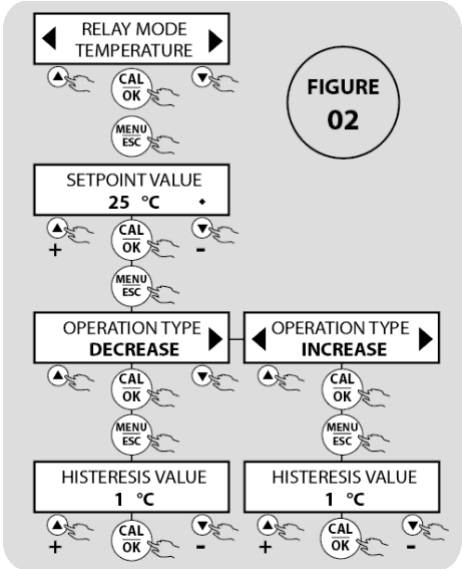 RELAY MODE
TEMPERATURE
CAL
OK
MENU
ESC
FIGURE
02
SETPOINT VALUE
25 °C
+
CAL
OK
-
MENU
ESC
OPERATION TYPE
DECREASE
OPERATION TYPE
INCREASE
CAL
OK
CAL
OK
MENU
ESC
MENU
ESC
HISTERESIS VALUE
1 °C
HISTERESIS VALUE
1 °C
+
CAL
OK
-
+
CAL
OK
-